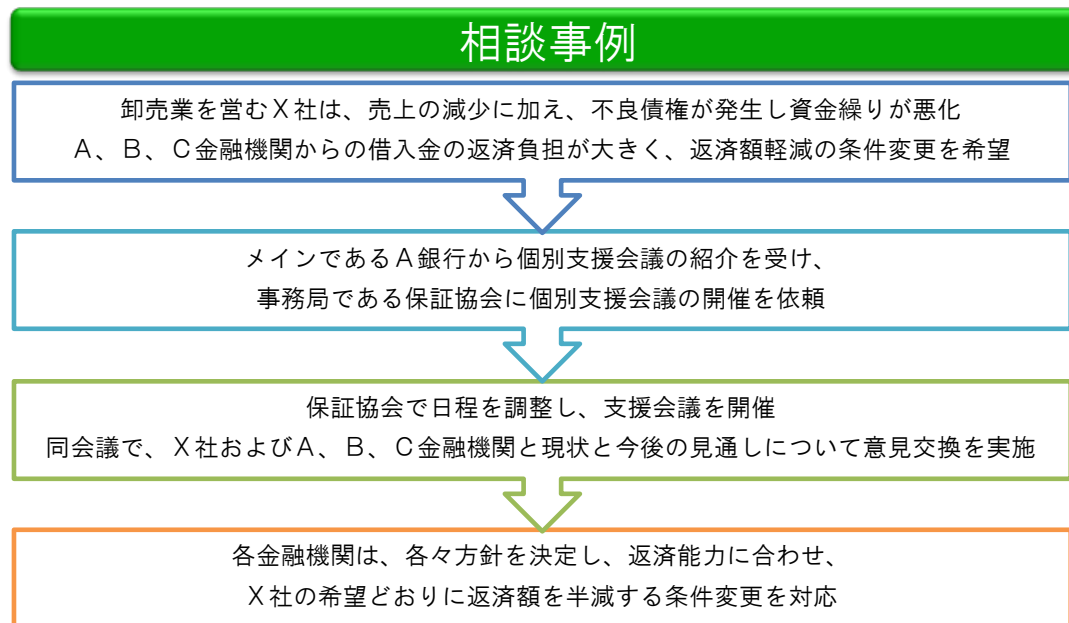 相談事例
卸売業を営むX社は、売上の減少に加え、不良債権が発生し資金繰りが悪化
A、B、C金融機関からの借入金の返済負担が大きく、返済額軽減の条件変更を希望
メインであるA銀行から個別支援会議の紹介を受け、
事務局である保証協会に個別支援会議の開催を依頼
保証協会で日程を調整し、支援会議を開催
同会議で、X社およびA、B、C金融機関と現状と今後の見通しについて意見交換を実施
各金融機関は、各々方針を決定し、返済能力に合わせ、
X社の希望どおりに返済額を半減する条件変更を対応